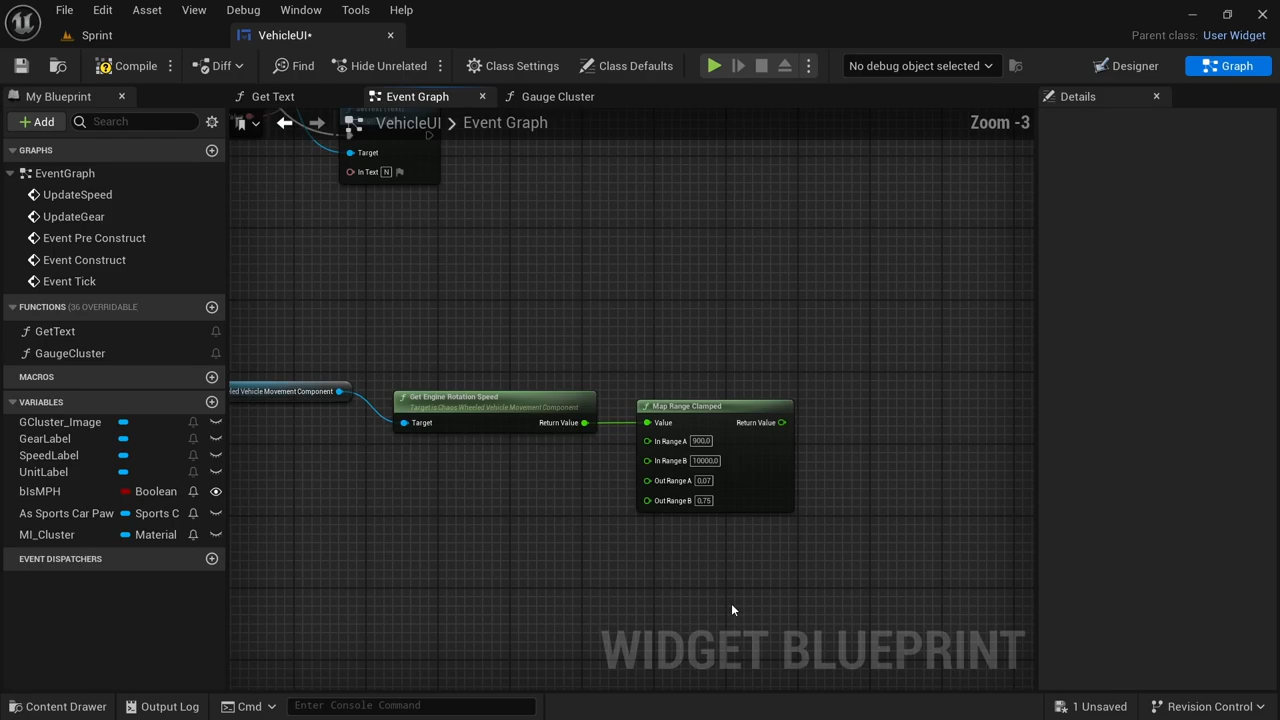 File Edit Asset View Debug Window Tools Help
Sprint
VehicleUI*
Parent class: User Widget
Compile Diff Find Hide Unrelated Class Settings Class Defaults No debug object selected Designer Graph
My Blueprint
Get Text
Event Graph
Gauge Cluster
Details
Add Search
VehicleUI > Event Graph
Zoom -3
GRAPHS
EventGraph
UpdateSpeed
UpdateGear
Event Pre Construct
Event Construct
Event Tick
FUNCTIONS (36 OVERRIDABLE
GetText
GaugeCluster
MACROS
VARIABLES
GCluster_Image
GearLabel
SpeedLabel
UnitLabel
bIsMPH Boolean
As Sports Car Paw Sports C
MI_Cluster Material
EVENT DISPATCHERS
Target
In Text N
led Vehicle Movement Component
Get Engine Rotation Speed
Target is Chaos Wheeled Vehicle Movement Component
Target Return Value
Map Range Clamped
Value Return Value
In Range A 900,0
In Range B 10000,0
Out Range A 0,07
Out Range B 0,75
WIDGET BLUEPRINT
Content Drawer Output Log Cmd Enter Console Command 1 Unsaved Revision Control